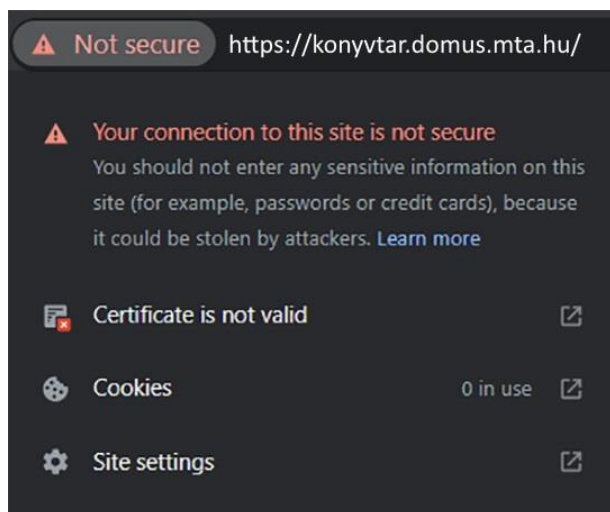 Not secure https://konyvtar.domus.mta.hu/
Your connection to this site is not secure
You should not enter any sensitive information on this
site (for example, passwords or credit cards), because
it could be stolen by attackers. Learn more
Certificate is not valid
Cookies 0 in use
Site settings